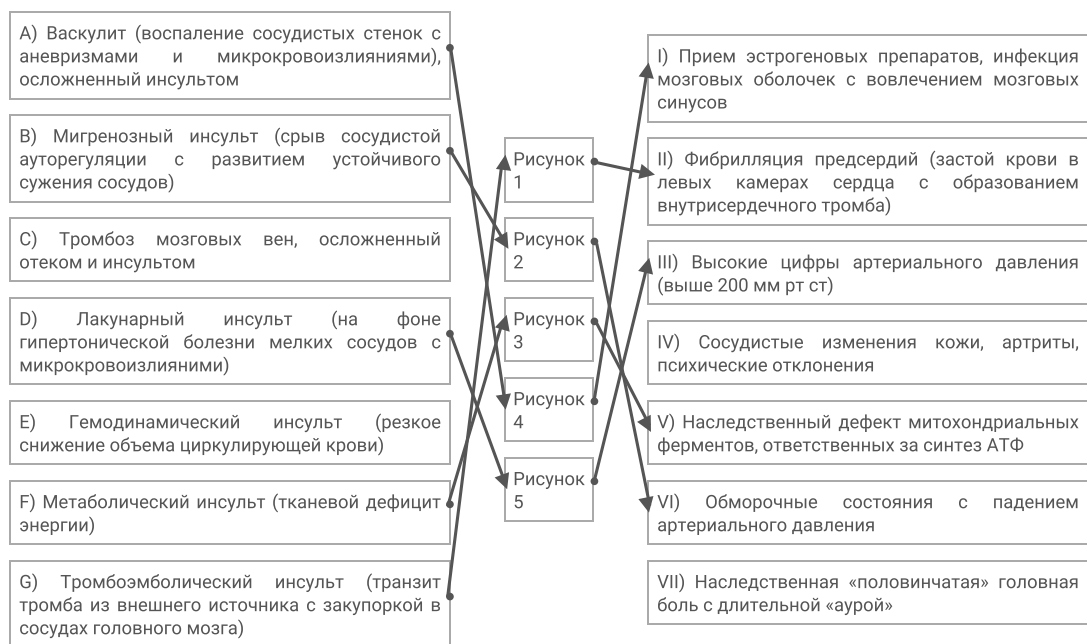 A) Васкулит (воспаление сосудистых стенок с
аневризмами и микрокровоизлияниями),
осложненный инсультом
B) Мигренозный инсульт (срыв сосудистой
ауторегуляции с развитием устойчивого
сужения сосудов)
C) Тромбоз мозговых вен, осложненный
отеком и инсультом
D) Лакунарный инсульт (на фоне
гипертонической болезни мелких сосудов с
микрокровоизлияними)
E) Гемодинамический инсульт (резкое
снижение объема циркулирующей крови)
F) Метаболический инсульт (тканевой дефицит
энергии)
G) Тромбоэмболический инсульт (транзит
тромба из внешнего источника с закупоркой в
сосудах головного мозга)
Рисунок
1
Рисунок
2
Рисунок
3
Рисунок
4
Рисунок
5
I) Прием эстрогеновых препаратов, инфекция
мозговых оболочек с вовлечением мозговых
синусов
II) Фибрилляция предсердий (застой крови в
левых камерах сердца с образованием
внутрисердечного тромба)
III) Высокие цифры артериального давления
(выше 200 мм рт ст)
IV) Сосудистые изменения кожи, артриты,
психические отклонения
V) Наследственный дефект митохондриальных
ферментов, ответственных за синтез АТФ
VI) Обморочные состояния с падением
артериального давления
VII) Наследственная «половинчатая» головная
боль с длительной «аурой»